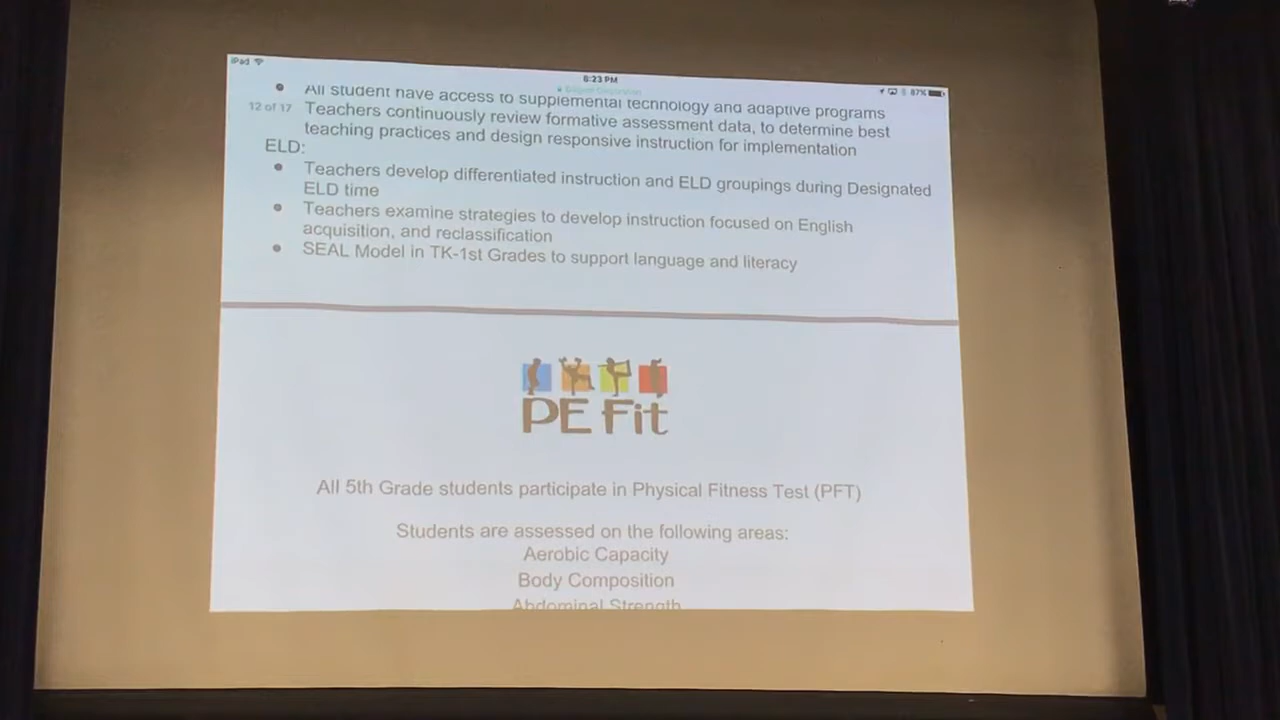 iPad
8:23 PM
87%
All student have access to supplemental technology and adaptive programs
12 of 17
Teachers continuously review formative assessment data, to determine best
teaching practices and design responsive instruction for implementation
ELD:
Teachers develop differentiated instruction and ELD groupings during Designated
ELD time
Teachers examine strategies to develop instruction focused on English
acquisition, and reclassification
SEAL Model in TK-1st Grades to support language and literacy
PE Fit
All 5th Grade students participate in Physical Fitness Test (PFT)
Students are assessed on the following areas:
Aerobic Capacity
Body Composition
Abdominal Strength